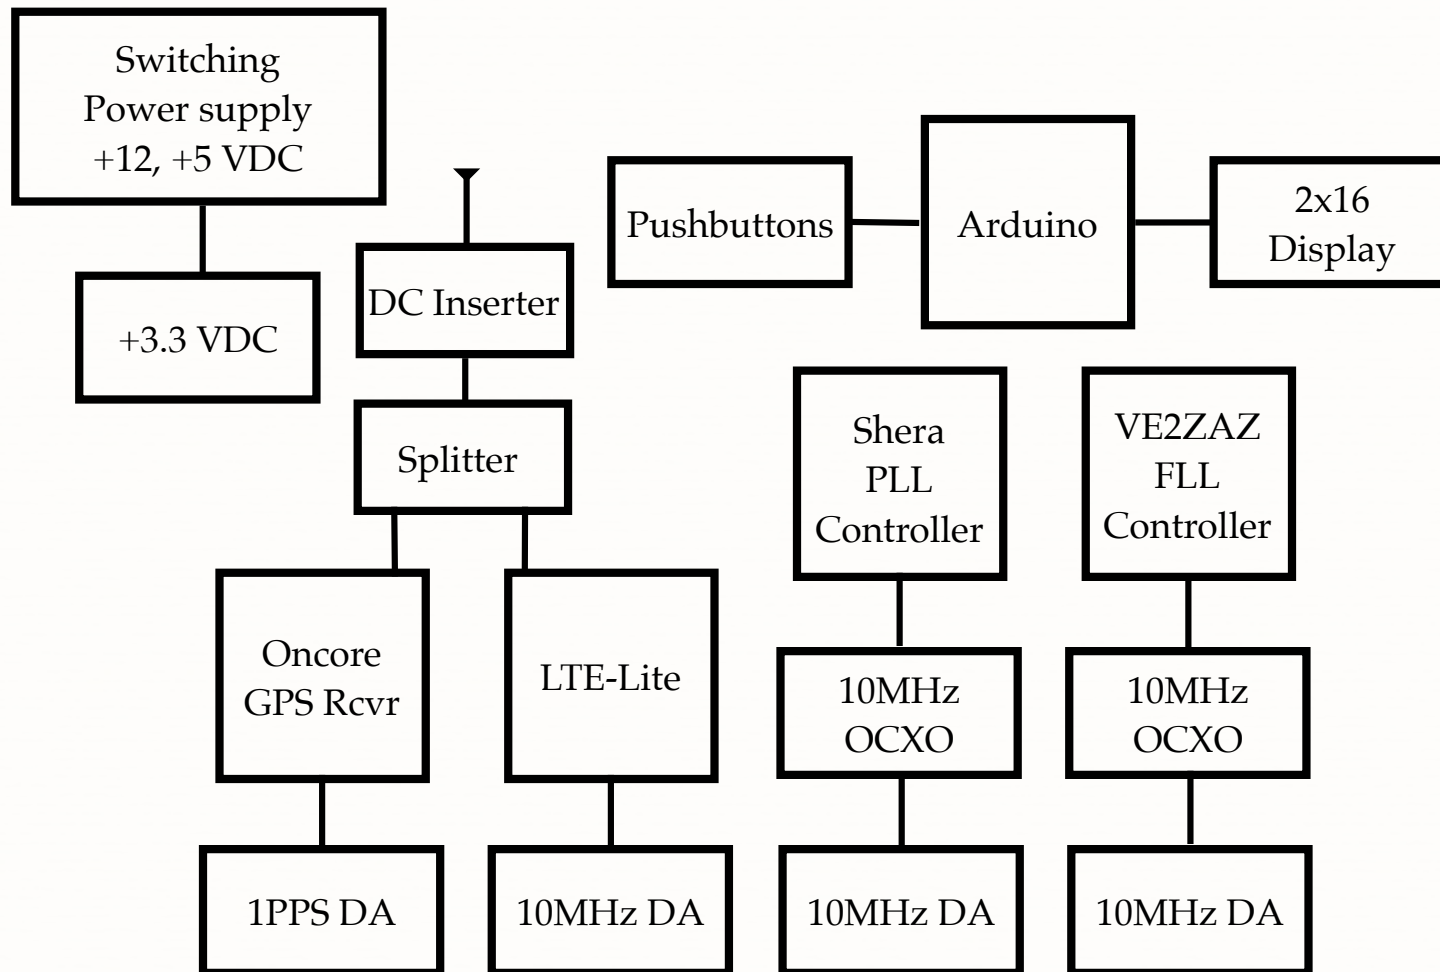 Switching
Power supply
+12, +5 VDC
+3.3 VDC
DC Inserter
Splitter
Pushbuttons
Arduino
2x16
Display
Shera
PLL
Controller
VE2ZAZ
FLL
Controller
Oncore
GPS Rcvr
LTE-Lite
10MHz
OCXO
10MHz
OCXO
1PPS DA
10MHz DA
10MHz DA
10MHz DA